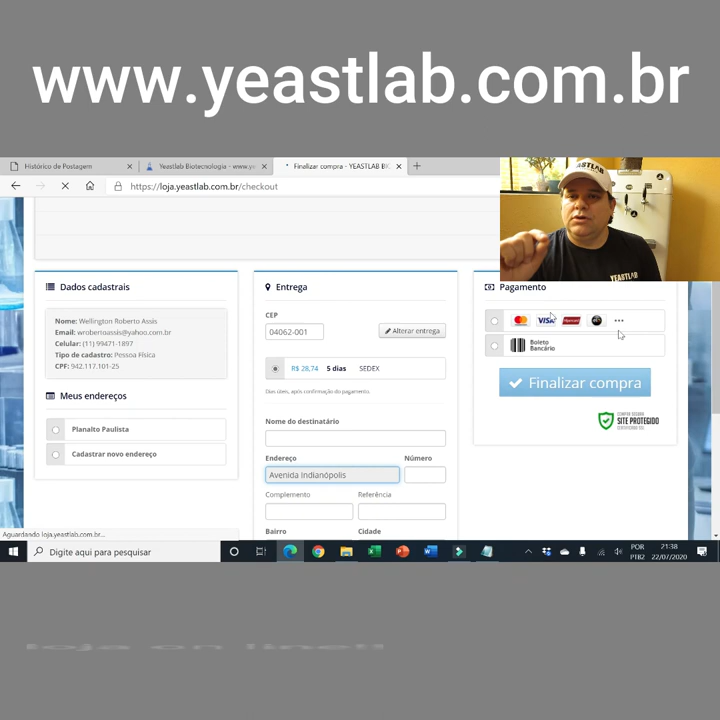 www.yeastlab.com.br
Histórico de Postagem
Yeastlab Biotecnologia - www.ye
Finalizar compra - YEASTLAB BI
https://loja.yeastlab.com.br/checkout
YEASTLAB
YEASTLAB
Dados cadastrais
Nome: Wellington Roberto Assis
Email: wrobertoassis@yahoo.com.br
Celular: (11) 99471-1897
Tipo de cadastro: Pessoa Física
CPF: 942.117.101-25
Meus endereços
Planalto Paulista
Cadastrar novo endereço
Entrega
CEP
04062-001
Alterar entrega
R$ 28,74 5 dias SEDEX
Dias úteis, após confirmação do pagamento.
Nome do destinatário
Endereço Número
Avenida Indianópolis
Complemento Referência
Bairro Cidade
Pagamento
VISA
Boleto
Bancário
Finalizar compra
SITE PROTEGIDO
Aguardando loja.yeastlab.com.br...
Digite aqui para pesquisar
POR
PTB2
21:38
22/07/2020
loja on line!!